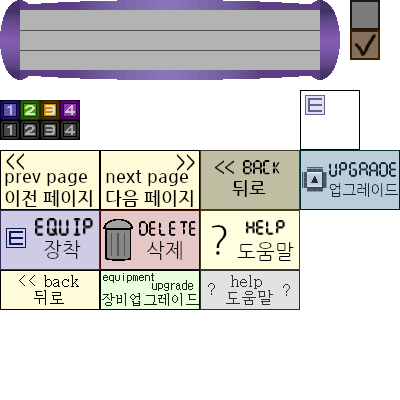 1 2 3 4
1 2 3 4
E
<< >> << BACK UPGRADE
prev page next page 뒤로 업그레이드
이전 페이지 다음 페이지
E EQUIP DELETE ? HELP
장착 삭제 도움말
<< back equipment upgrade ? help ?
뒤로 장비업그레이드 도움말